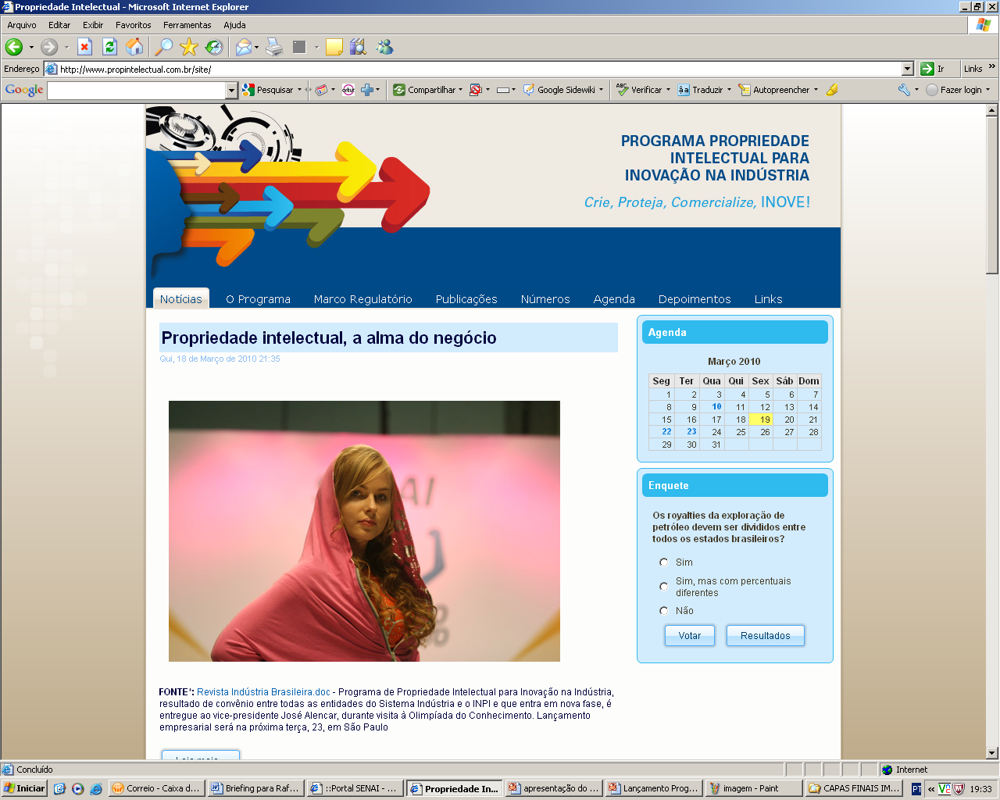 Propriedade Intelectual - Microsoft Internet Explorer
Arquivo Editar Exibir Favoritos Ferramentas Ajuda
Endereço http://www.propintelectual.com.br/site/ Ir Links »
Google Pesquisar ortut Compartilhar Google Sidewiki ABC Verificar Traduzir Autopreencher Fazer login
PROGRAMA PROPRIEDADE
INTELECTUAL PARA
INOVAÇÃO NA INDÚSTRIA
Crie, Proteja, Comercialize, INOVE!
Notícias O Programa Marco Regulatório Publicações Números Agenda Depoimentos Links
Propriedade intelectual, a alma do negócio
Qui, 18 de Março de 2010 21:35
FONTE*: Revista Indústria Brasileira.doc - Programa de Propriedade Intelectual para Inovação na Indústria,
resultado de convênio entre todas as entidades do Sistema Indústria e o INPI e que entra em nova fase, é
entregue ao vice-presidente José Alencar, durante visita à Olimpíada do Conhecimento. Lançamento
empresarial será na próxima terça, 23, em São Paulo
Leia mais...
Agenda
Março 2010
Seg Ter Qua Qui Sex Sáb Dom
1 2 3 4 5 6 7
8 9 10 11 12 13 14
15 16 17 18 19 20 21
22 23 24 25 26 27 28
29 30 31
Enquete
Os royalties da exploração de
petróleo devem ser divididos entre
todos os estados brasileiros?
Sim
Sim, mas com percentuais
diferentes
Não
Votar Resultados
Concluído Internet
Iniciar Correio - Caixa d... Briefing para Raf... ::Portal SENAI - ... Propriedade In... apresentação do ... Lançamento Prog... imagem - Paint CAPAS FINAIS IM... PT « 19:33